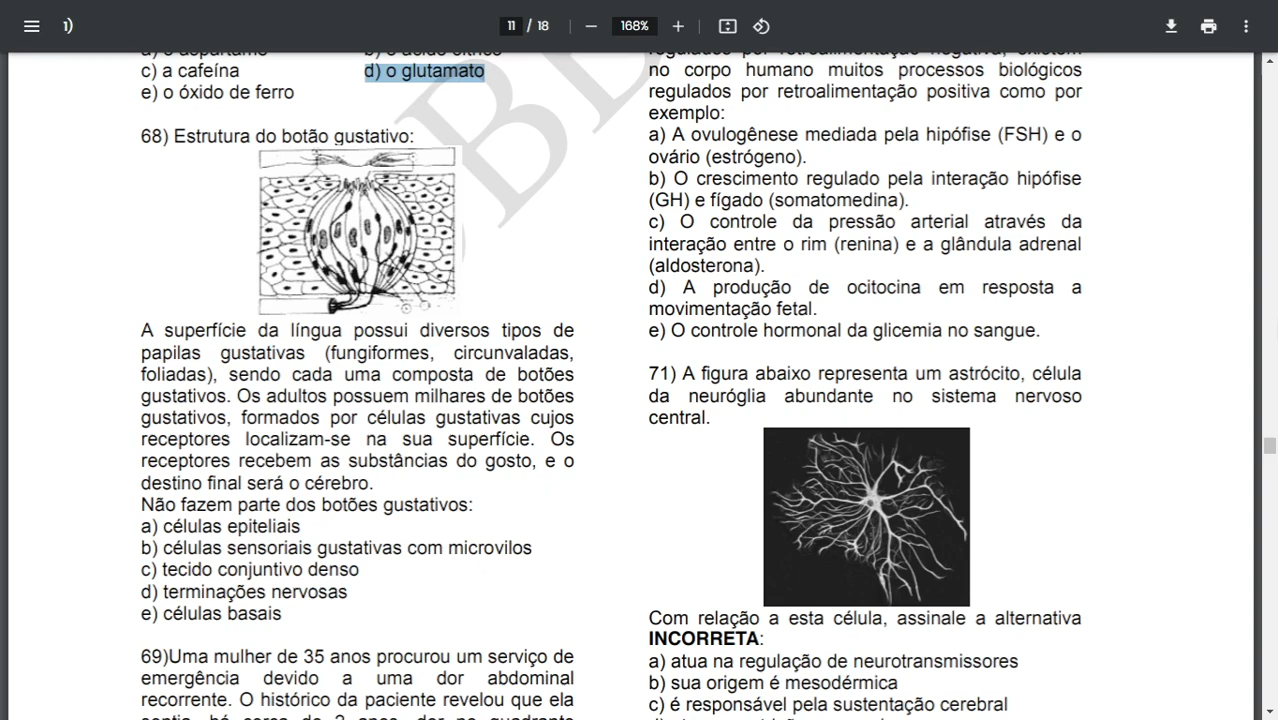 1)
11 / 18
168%
c) a cafeína
d) o glutamato
e) o óxido de ferro
68) Estrutura do botão gustativo:
A superfície da língua possui diversos tipos de
papilas gustativas (fungiformes, circunvaladas,
foliadas), sendo cada uma composta de botões
gustativos. Os adultos possuem milhares de botões
gustativos, formados por células gustativas cujos
receptores localizam-se na sua superfície. Os
receptores recebem as substâncias do gosto, e o
destino final será o cérebro.
Não fazem parte dos botões gustativos:
a) células epiteliais
b) células sensoriais gustativas com microvilos
c) tecido conjuntivo denso
d) terminações nervosas
e) células basais
69)Uma mulher de 35 anos procurou um serviço de
emergência devido a uma dor abdominal
recorrente. O histórico da paciente revelou que ela
regulados por retroalimentação negativa, existem
no corpo humano muitos processos biológicos
regulados por retroalimentação positiva como por
exemplo:
a) A ovulogênese mediada pela hipófise (FSH) e o
ovário (estrógeno).
b) O crescimento regulado pela interação hipófise
(GH) e fígado (somatomedina).
c) O controle da pressão arterial através da
interação entre o rim (renina) e a glândula adrenal
(aldosterona).
d) A produção de ocitocina em resposta a
movimentação fetal.
e) O controle hormonal da glicemia no sangue.
71) A figura abaixo representa um astrócito, célula
da neuróglia abundante no sistema nervoso
central.
Com relação a esta célula, assinale a alternativa
INCORRETA:
a) atua na regulação de neurotransmissores
b) sua origem é mesodérmica
c) é responsável pela sustentação cerebral